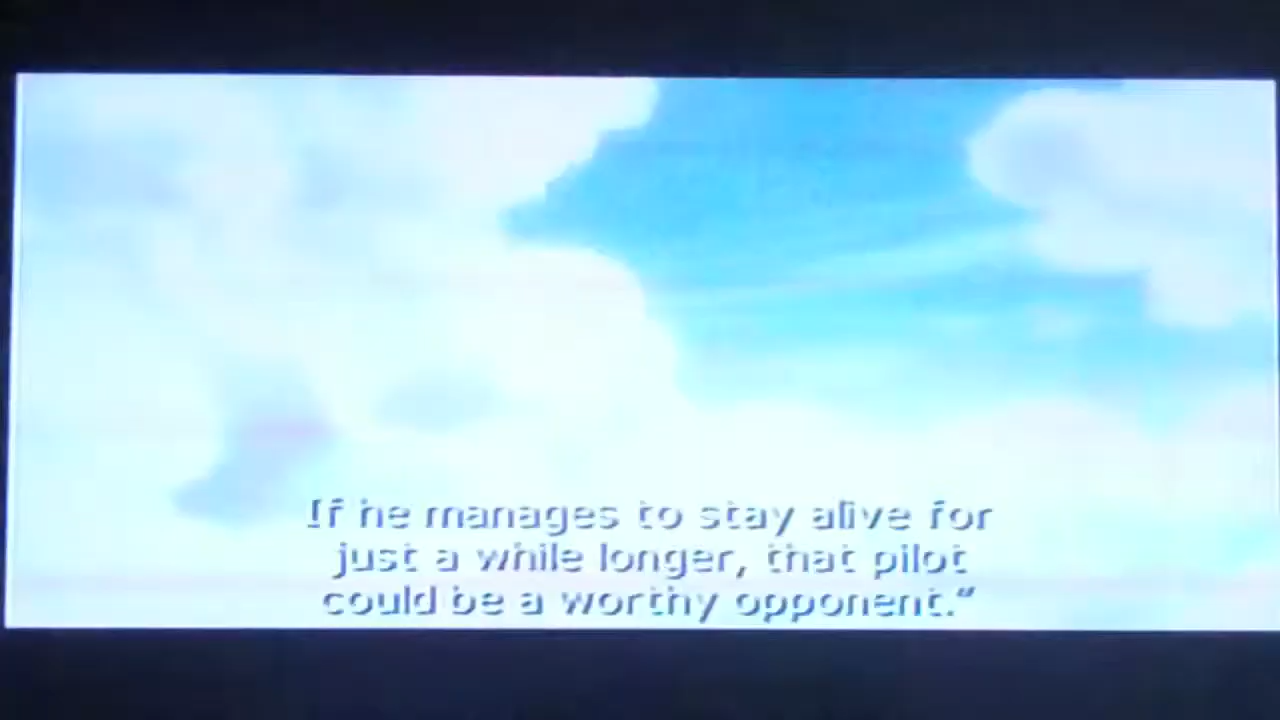 If he manages to stay alive for
just a while longer, that pilot
could be a worthy opponent.“